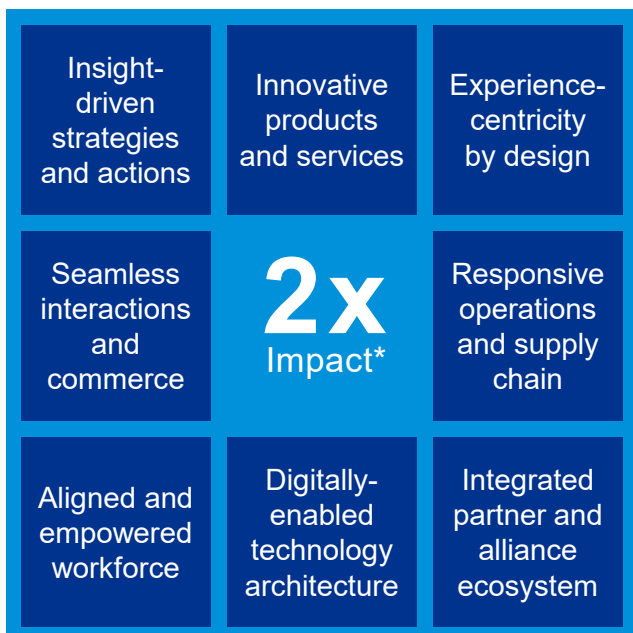 Insight-
driven
strategies
and actions
Innovative
products
and services
Experience-
centricity
by design
Seamless
interactions
and
commerce
2x
Impact*
Responsive
operations
and supply
chain
Aligned and
empowered
workforce
Digitally-
enabled
technology
architecture
Integrated
partner and
alliance
ecosystem